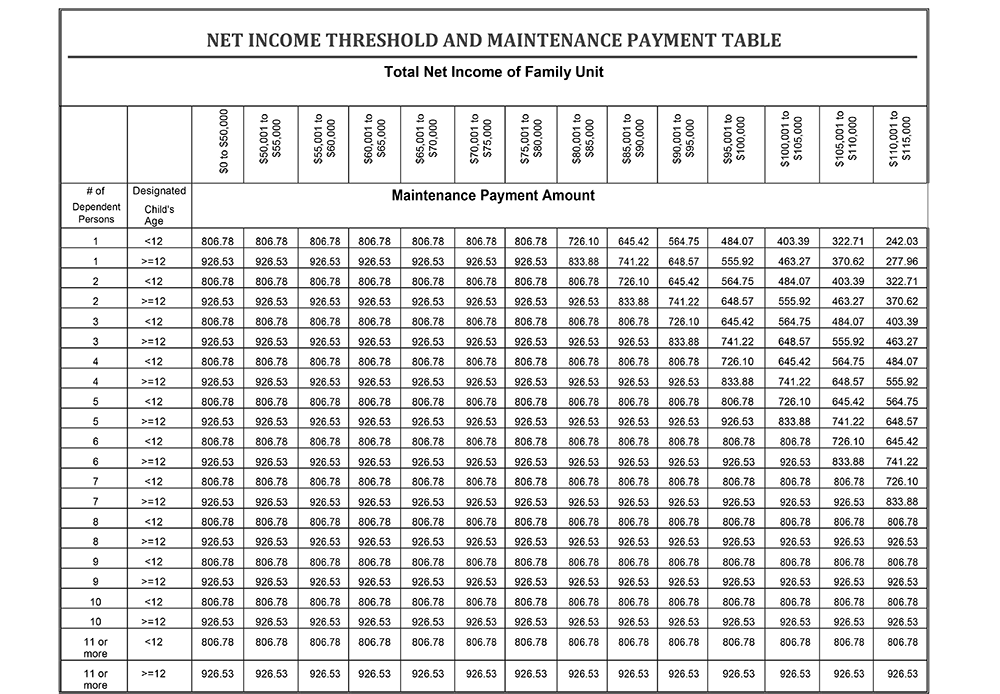 NET INCOME THRESHOLD AND MAINTENANCE PAYMENT TABLE
Total Net Income of Family Unit
$0 to $50,000 $50,001 to $55,000 $55,001 to $60,000 $60,001 to $65,000 $65,001 to $70,000 $70,001 to $75,000 $75,001 to $80,000 $80,001 to $85,000 $85,001 to $90,000 $90,001 to $95,000 $95,001 to $100,000 $100,001 to $105,000 $105,001 to $110,000 $110,001 to $115,000
# of Dependent Persons Designated Child's Age Maintenance Payment Amount
1 <12 806.78 806.78 806.78 806.78 806.78 806.78 806.78 726.10 645.42 564.75 484.07 403.39 322.71 242.03
1 >=12 926.53 926.53 926.53 926.53 926.53 926.53 926.53 833.88 741.22 648.57 555.92 463.27 370.62 277.96
2 <12 806.78 806.78 806.78 806.78 806.78 806.78 806.78 806.78 726.10 645.42 564.75 484.07 403.39 322.71
2 >=12 926.53 926.53 926.53 926.53 926.53 926.53 926.53 926.53 833.88 741.22 648.57 555.92 463.27 370.62
3 <12 806.78 806.78 806.78 806.78 806.78 806.78 806.78 806.78 806.78 726.10 645.42 564.75 484.07 403.39
3 >=12 926.53 926.53 926.53 926.53 926.53 926.53 926.53 926.53 926.53 833.88 741.22 648.57 555.92 463.27
4 <12 806.78 806.78 806.78 806.78 806.78 806.78 806.78 806.78 806.78 806.78 726.10 645.42 564.75 484.07
4 >=12 926.53 926.53 926.53 926.53 926.53 926.53 926.53 926.53 926.53 926.53 833.88 741.22 648.57 555.92
5 <12 806.78 806.78 806.78 806.78 806.78 806.78 806.78 806.78 806.78 806.78 806.78 726.10 645.42 564.75
5 >=12 926.53 926.53 926.53 926.53 926.53 926.53 926.53 926.53 926.53 926.53 926.53 833.88 741.22 648.57
6 <12 806.78 806.78 806.78 806.78 806.78 806.78 806.78 806.78 806.78 806.78 806.78 806.78 726.10 645.42
6 >=12 926.53 926.53 926.53 926.53 926.53 926.53 926.53 926.53 926.53 926.53 926.53 926.53 833.88 741.22
7 <12 806.78 806.78 806.78 806.78 806.78 806.78 806.78 806.78 806.78 806.78 806.78 806.78 806.78 726.10
7 >=12 926.53 926.53 926.53 926.53 926.53 926.53 926.53 926.53 926.53 926.53 926.53 926.53 926.53 833.88
8 <12 806.78 806.78 806.78 806.78 806.78 806.78 806.78 806.78 806.78 806.78 806.78 806.78 806.78 806.78
8 >=12 926.53 926.53 926.53 926.53 926.53 926.53 926.53 926.53 926.53 926.53 926.53 926.53 926.53 926.53
9 <12 806.78 806.78 806.78 806.78 806.78 806.78 806.78 806.78 806.78 806.78 806.78 806.78 806.78 806.78
9 >=12 926.53 926.53 926.53 926.53 926.53 926.53 926.53 926.53 926.53 926.53 926.53 926.53 926.53 926.53
10 <12 806.78 806.78 806.78 806.78 806.78 806.78 806.78 806.78 806.78 806.78 806.78 806.78 806.78 806.78
10 >=12 926.53 926.53 926.53 926.53 926.53 926.53 926.53 926.53 926.53 926.53 926.53 926.53 926.53 926.53
11 or more <12 806.78 806.78 806.78 806.78 806.78 806.78 806.78 806.78 806.78 806.78 806.78 806.78 806.78 806.78
11 or more >=12 926.53 926.53 926.53 926.53 926.53 926.53 926.53 926.53 926.53 926.53 926.53 926.53 926.53 926.53